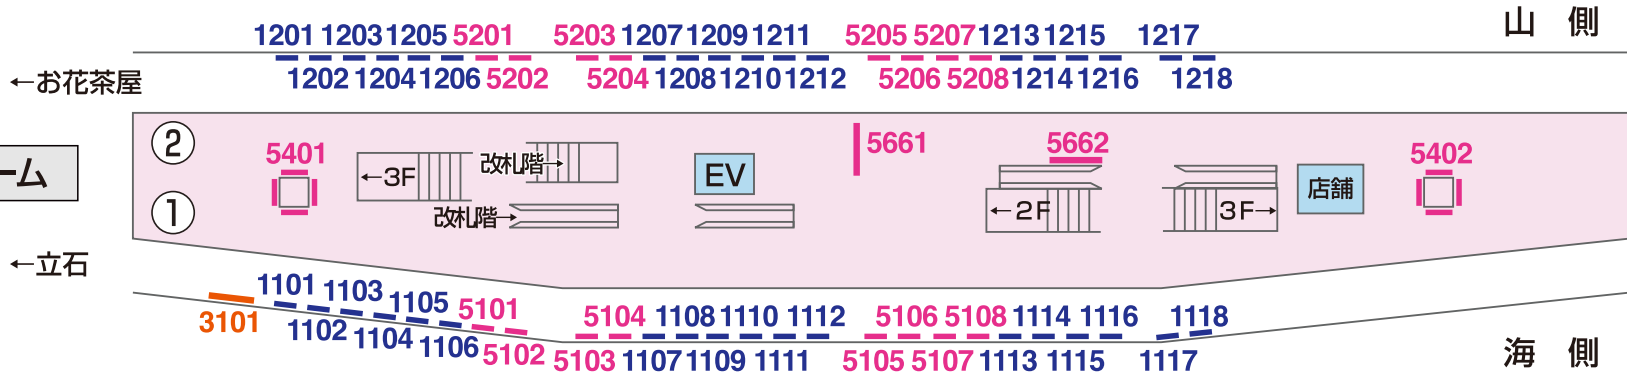 山 側
1201 1203 1205 5201 5203 1207 1209 1211 5205 5207 1213 1215 1217
1202 1204 1206 5202 5204 1208 1210 1212 5206 5208 1214 1216 1218
←お花茶屋
② 5401 ←3F 改札階→ EV 5661 5662 5402
ーム
① 改札階→ ←2F 3F→ 店舗
←立石
1101 1103 1105 5101 5104 1108 1110 1112 5106 5108 1114 1116 1118
3101 1102 1104 1106 5102 5103 1107 1109 1111 5105 5107 1113 1115 1117
海 側